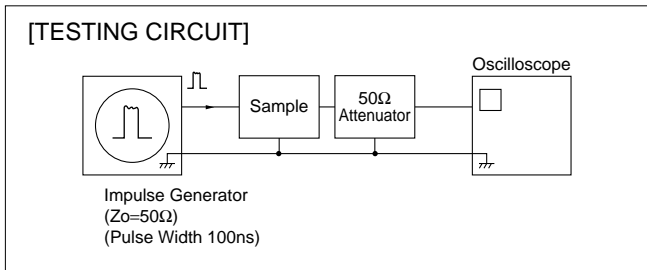 [TESTING CIRCUIT]
Oscilloscope
Sample
50Ω
Attenuator
Impulse Generator
(Zo=50Ω)
(Pulse Width 100ns)